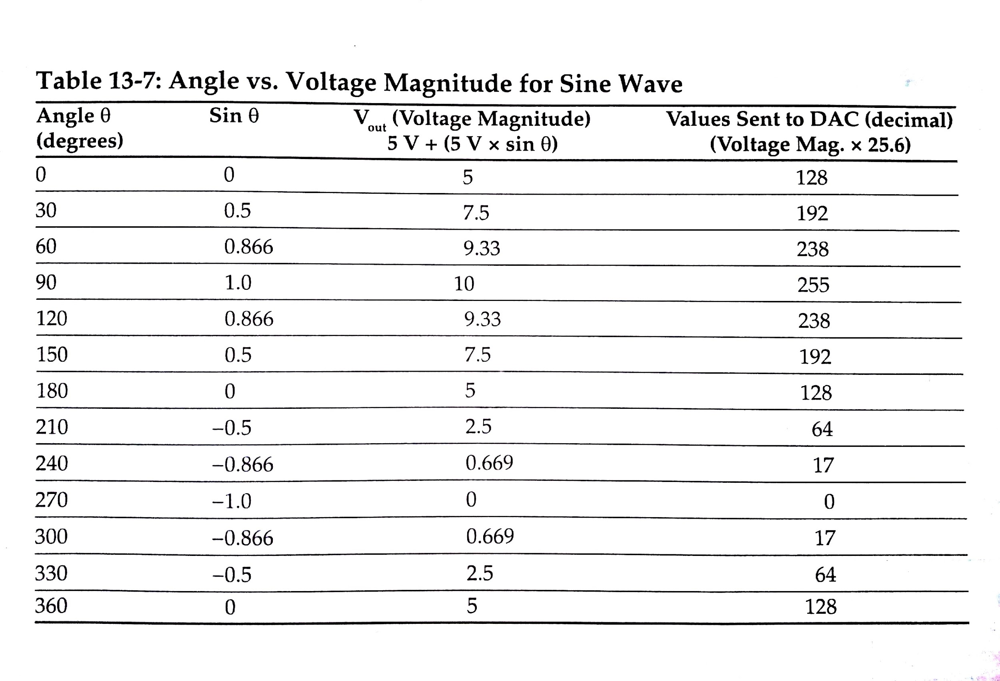 Table 13-7: Angle vs. Voltage Magnitude for Sine Wave
Angle θ Sin θ Vout (Voltage Magnitude) Values Sent to DAC (decimal)
(degrees) 5 V + (5 V × sin θ) (Voltage Mag. × 25.6)
0 0 5 128
30 0.5 7.5 192
60 0.866 9.33 238
90 1.0 10 255
120 0.866 9.33 238
150 0.5 7.5 192
180 0 5 128
210 –0.5 2.5 64
240 –0.866 0.669 17
270 –1.0 0 0
300 –0.866 0.669 17
330 –0.5 2.5 64
360 0 5 128